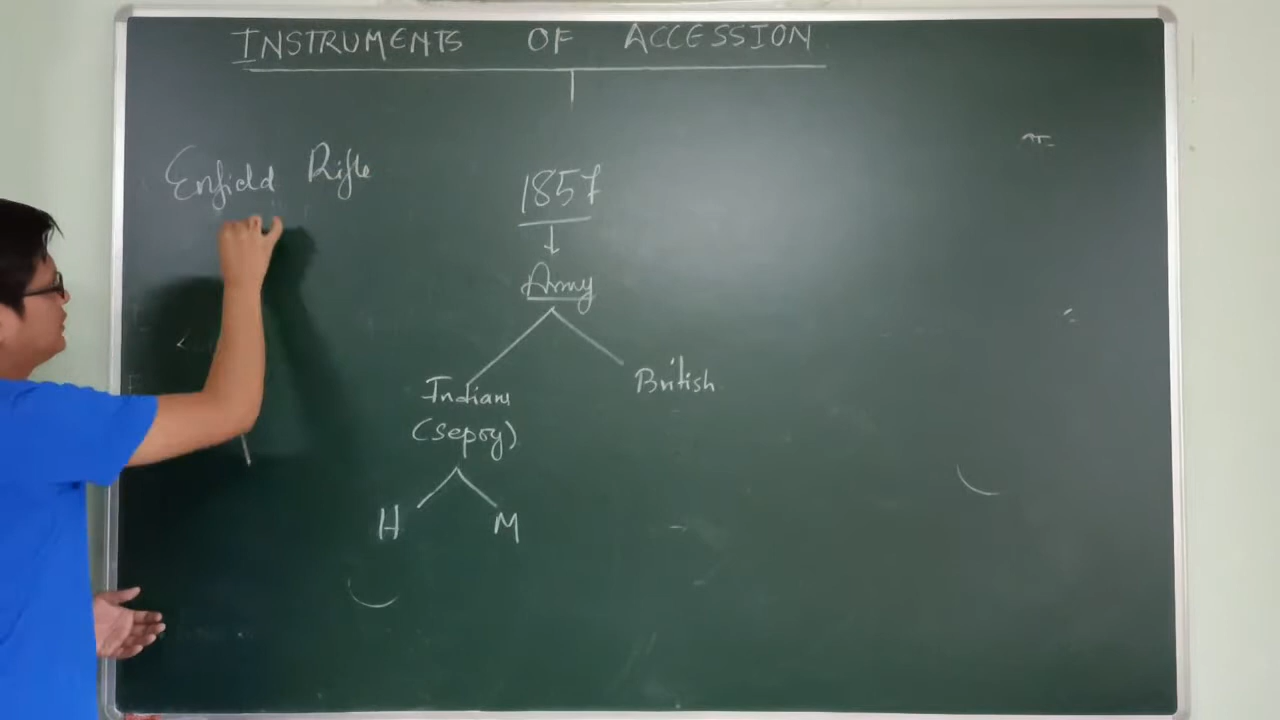 INSTRUMENTS OF ACCESSION
Enfield Rifle
1857
Army
Indians
British
(Sepoy)
H M